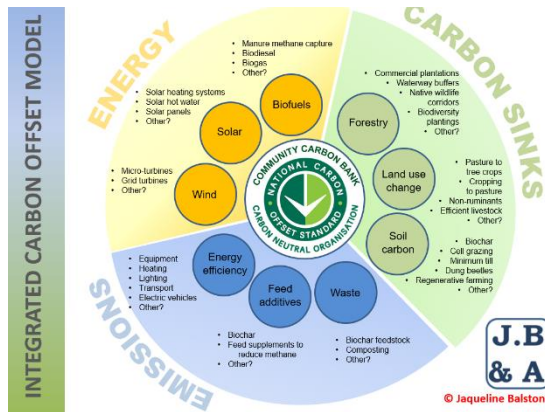 INTEGRATED CARBON OFFSET MODEL
ENERGY
• Manure methane capture
• Biodiesel
• Biogas
• Other?
• Solar heating systems
• Solar hot water
• Solar panels
• Other?
• Micro-turbines
• Grid turbines
• Other?
Biofuels
Solar
Wind
CARBON SINKS
• Commercial plantations
• Waterway buffers
• Native wildlife
corridors
• Biodiversity
plantings
• Other?
Forestry
Land use
change
Soil
carbon
• Pasture to
tree crops
• Cropping
to pasture
• Non-ruminants
• Efficient livestock
• Other?
• Biochar
• Cell grazing
• Minimum till
• Dung beetles
• Regenerative farming
• Other?
COMMUNITY CARBON BANK
NATIONAL CARBON
OFFSET STANDARD
CARBON NEUTRAL ORGANISATION
EMISSIONS
Energy
efficiency
Feed
additives
Waste
• Equipment
• Heating
• Lighting
• Transport
• Electric vehicles
• Other?
• Biochar
• Feed supplements to
reduce methane
• Other?
• Biochar feedstock
• Composting
• Other?
J.B
& A
© Jaqueline Balston